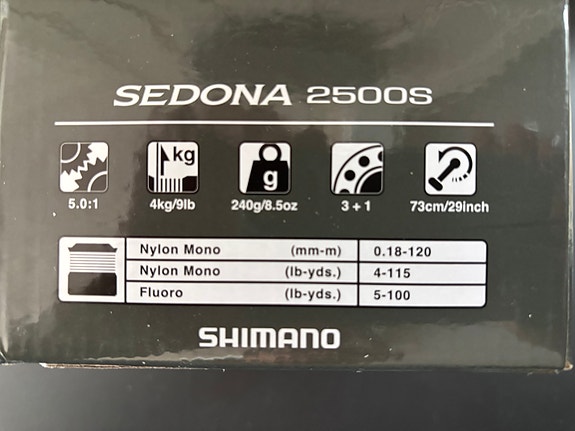 SEDONA 2500S
kg
g
5.0:1 4kg/9lb 240g/8.5oz 3 + 1 73cm/29inch
Nylon Mono (mm-m) 0.18-120
Nylon Mono (lb-yds.) 4-115
Fluoro (lb-yds.) 5-100
SHIMANO